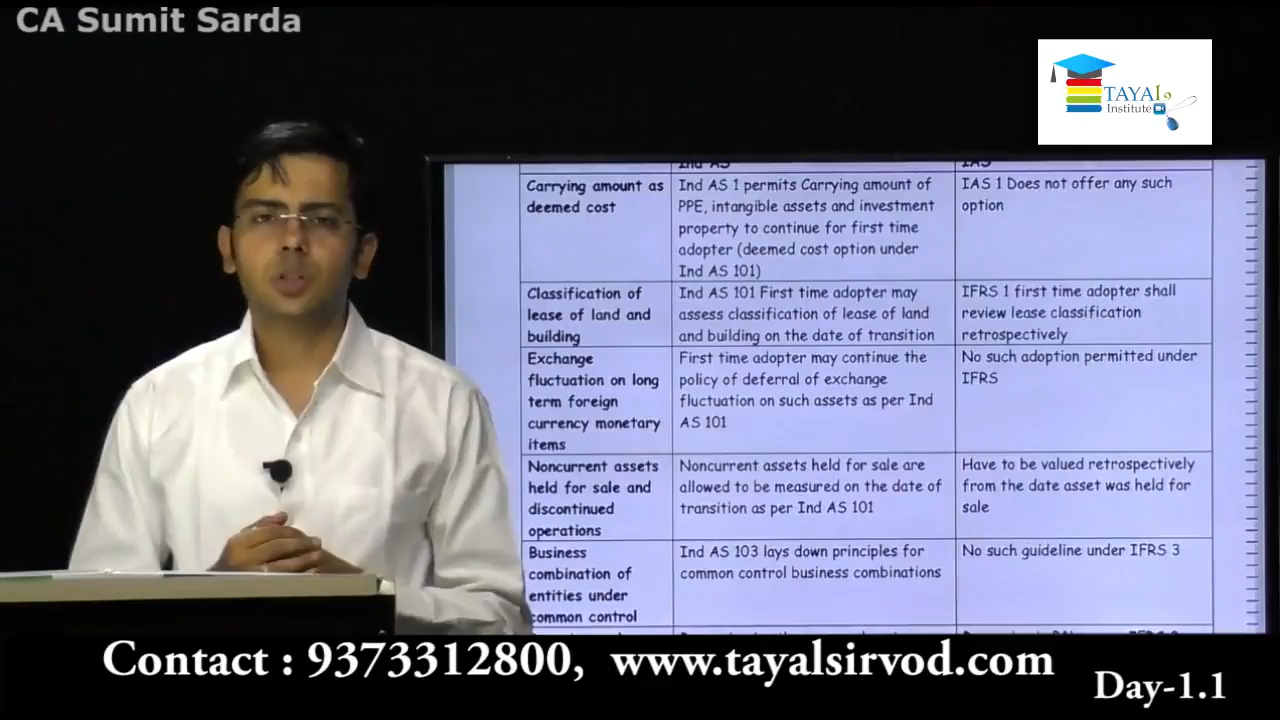 CA Sumit Sarda
TAYAl
Institute
Ind AS
IAS
Carrying amount as
deemed cost
Ind AS 1 permits Carrying amount of
PPE, intangible assets and investment
property to continue for first time
adopter (deemed cost option under
Ind AS 101)
IAS 1 Does not offer any such
option
Classification of
lease of land and
building
Ind AS 101 First time adopter may
assess classification of lease of land
and building on the date of transition
IFRS 1 first time adopter shall
review lease classification
retrospectively
Exchange
fluctuation on long
term foreign
currency monetary
items
First time adopter may continue the
policy of deferral of exchange
fluctuation on such assets as per Ind
AS 101
No such adoption permitted under
IFRS
Noncurrent assets
held for sale and
discontinued
operations
Noncurrent assets held for sale are
allowed to be measured on the date of
transition as per Ind AS 101
Have to be valued retrospectively
from the date asset was held for
sale
Business
combination of
entities under
common control
Ind AS 103 lays down principles for
common control business combinations
No such guideline under IFRS 3
Contact : 9373312800, www.tayalsirvod.com
Day-1.1